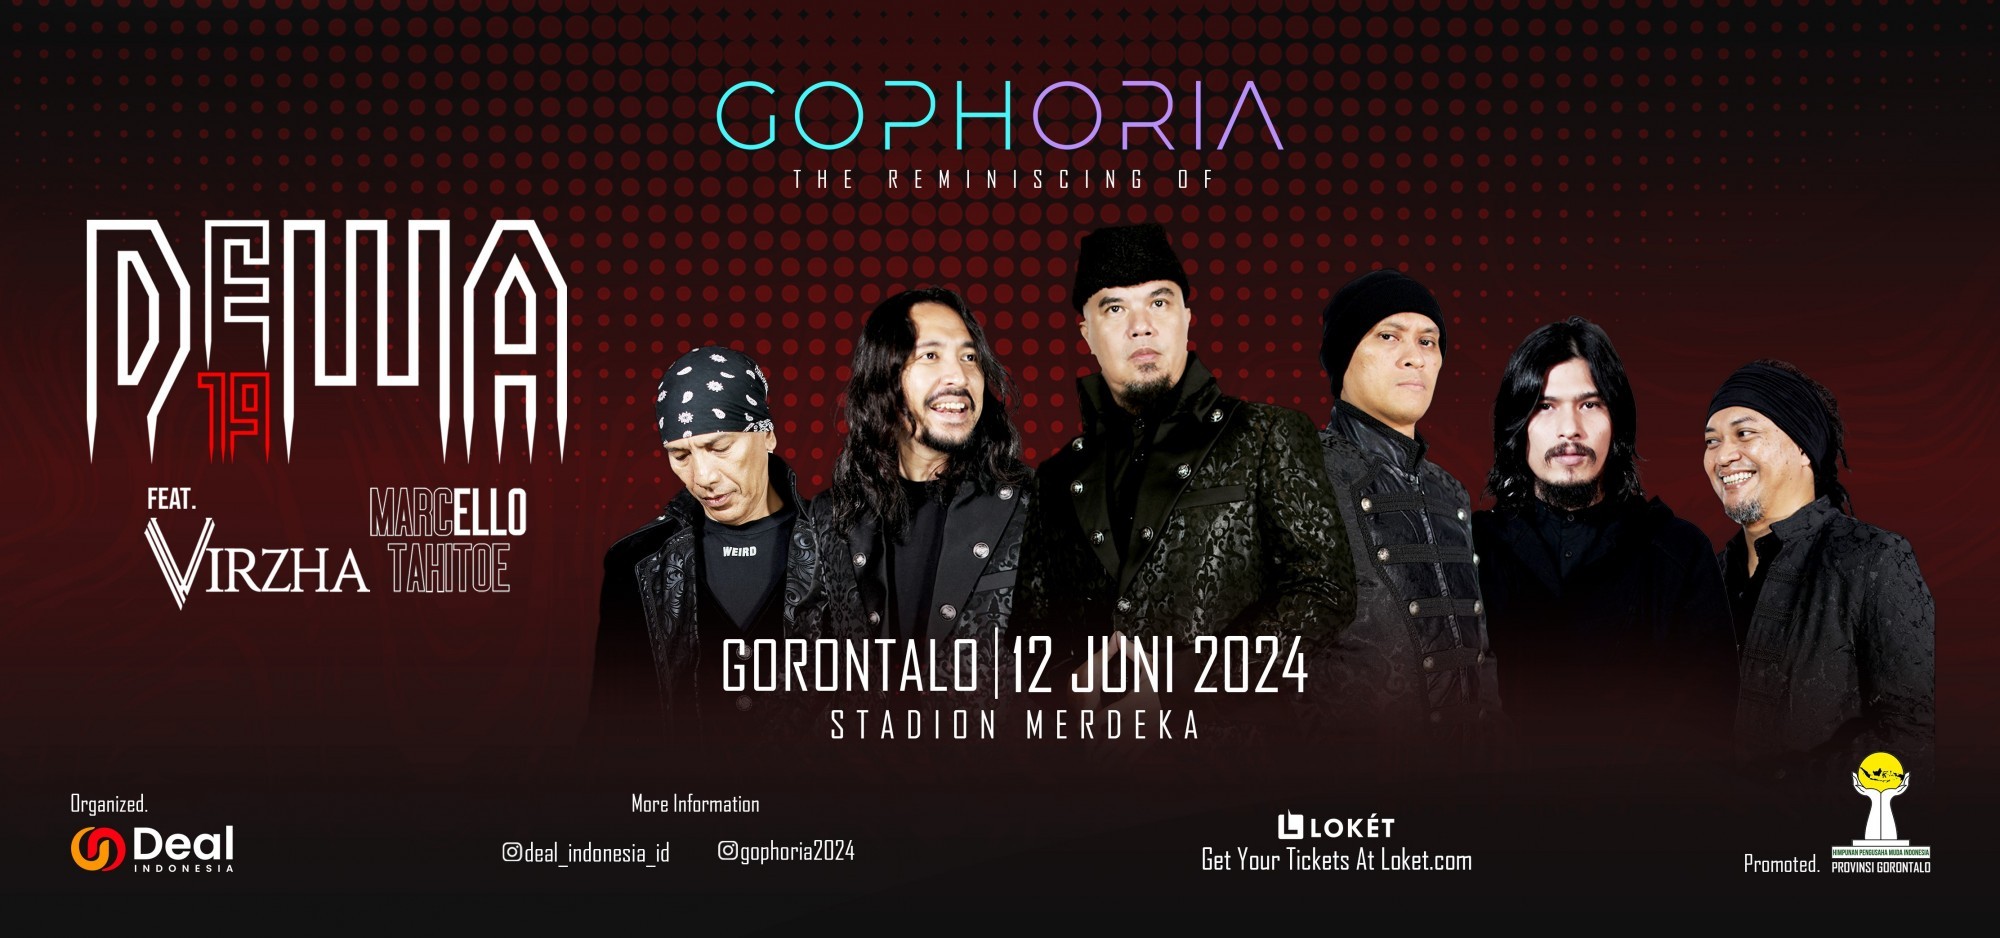 GOPHORIA
THE REMINISCING OF
DEWA
19
FEAT.
VIRZHA
MARCELLO
TAHITOE
WEIRD
GORONTALO | 12 JUNI 2024
STADION MERDEKA
Organized.
Deal
INDONESIA
More Information
deal_indonesia_id
gophoria2024
LOKÉT
Get Your Tickets At Loket.com
Promoted.
HIMPUNAN PENGUSAHA MUDA INDONESIA
PROVINSI GORONTALO